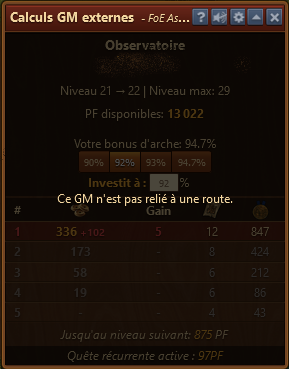 Calculs GM externes - FoE As...
Observatoire
Niveau 21 → 22 | Niveau max: 29
PF disponibles: 13 022
Votre bonus d'arche: 94.7%
90% 92% 93% 94,7%
Investit à : 92 %
Ce GM n'est pas relié à une route.
# Gain
1 336 +102 5 12 847
2 173 - 8 424
3 58 - 6 212
4 19 - 6 86
5 - - 4 43
Jusqu'au niveau suivant: 875 PF
Quête récurrente active : 97PF